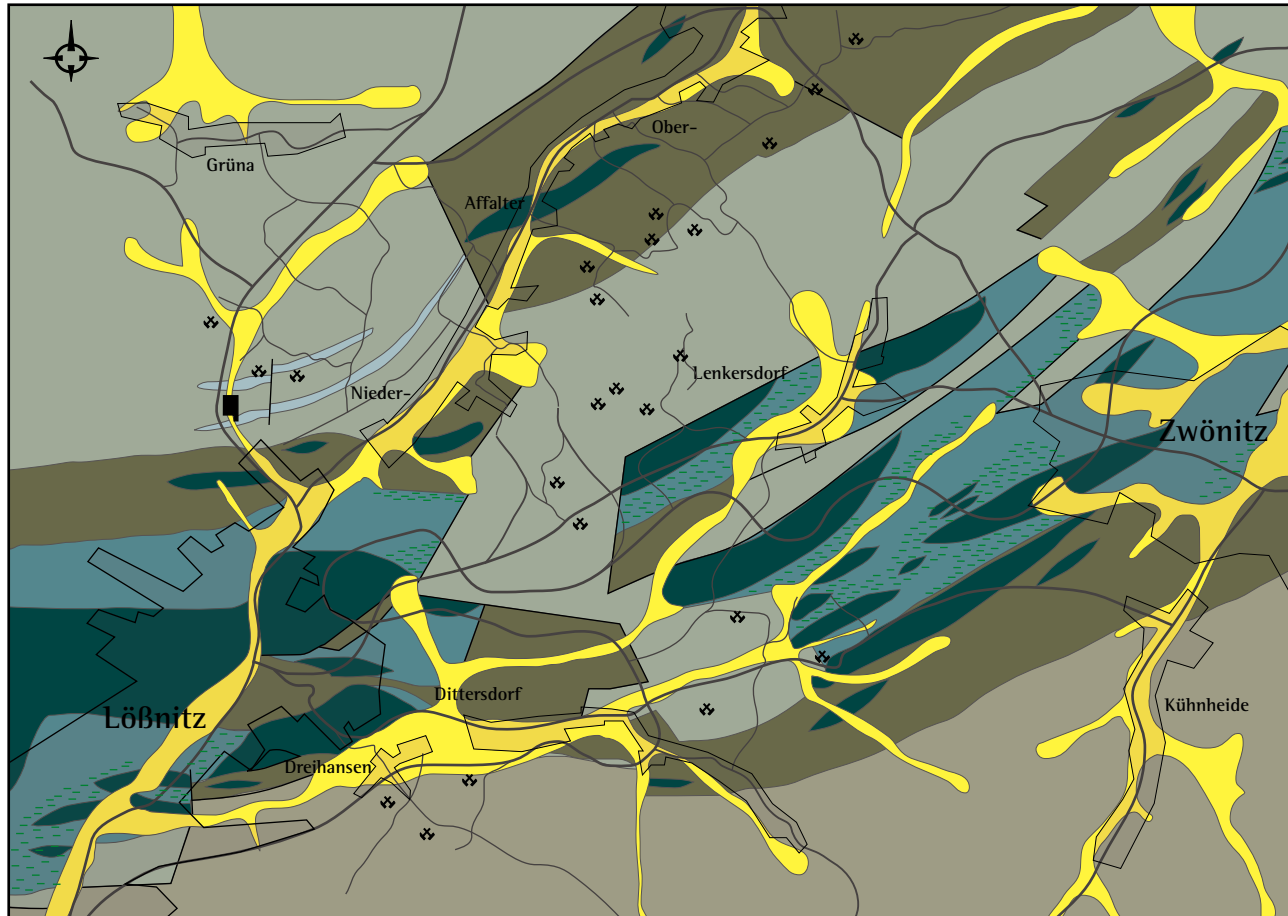 Ober-
Grüna
Affalter
Lenkersdorf
Nieder-
Zwönitz
Dittersdorf
Lößnitz
Kühnheide
Dreihansen